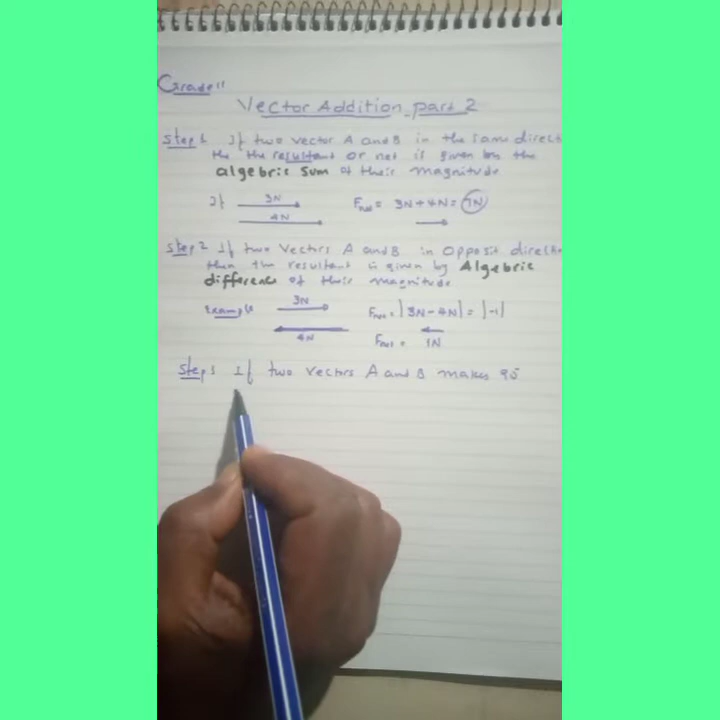 Grade 11
Vector Addition part 2
Step 1 If two vector A and B in the same direct
the the resultant or net is given by the
algebric sum of their magnitude
3N
4N
Fnet = 3N+4N= 7N
Step 2 If two Vectors A and B in opposit direct
then the resultant is given by Algebric
difference of their magnitude
Example
3N
4N
Fnet = |3N-4N| = |-1|
Fnet = 1N
Step If two vectors A and B makes 90